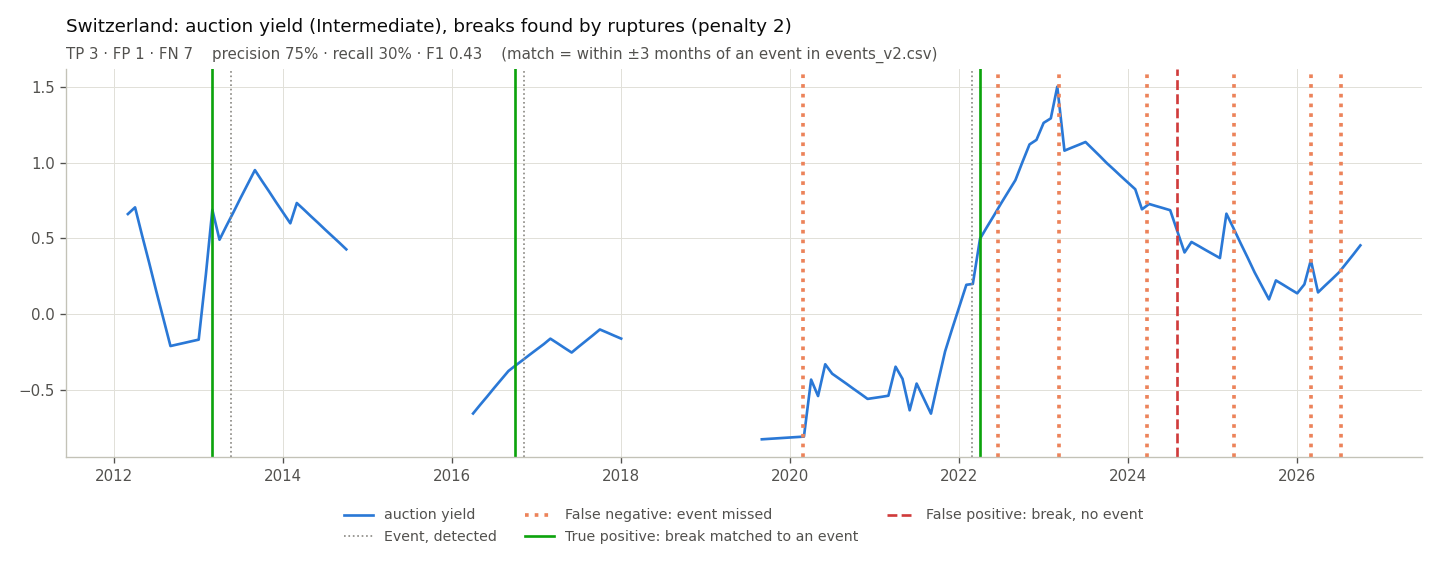 Switzerland: auction yield (Intermediate), breaks found by ruptures (penalty 2)
TP 3 · FP 1 · FN 7    precision 75% · recall 30% · F1 0.43    (match = within ±3 months of an event in events_v2.csv)
1.5
1.0
0.5
0.0
−0.5
2012 2014 2016 2018 2020 2022 2024 2026
auction yield
Event, detected
False negative: event missed
True positive: break matched to an event
False positive: break, no event